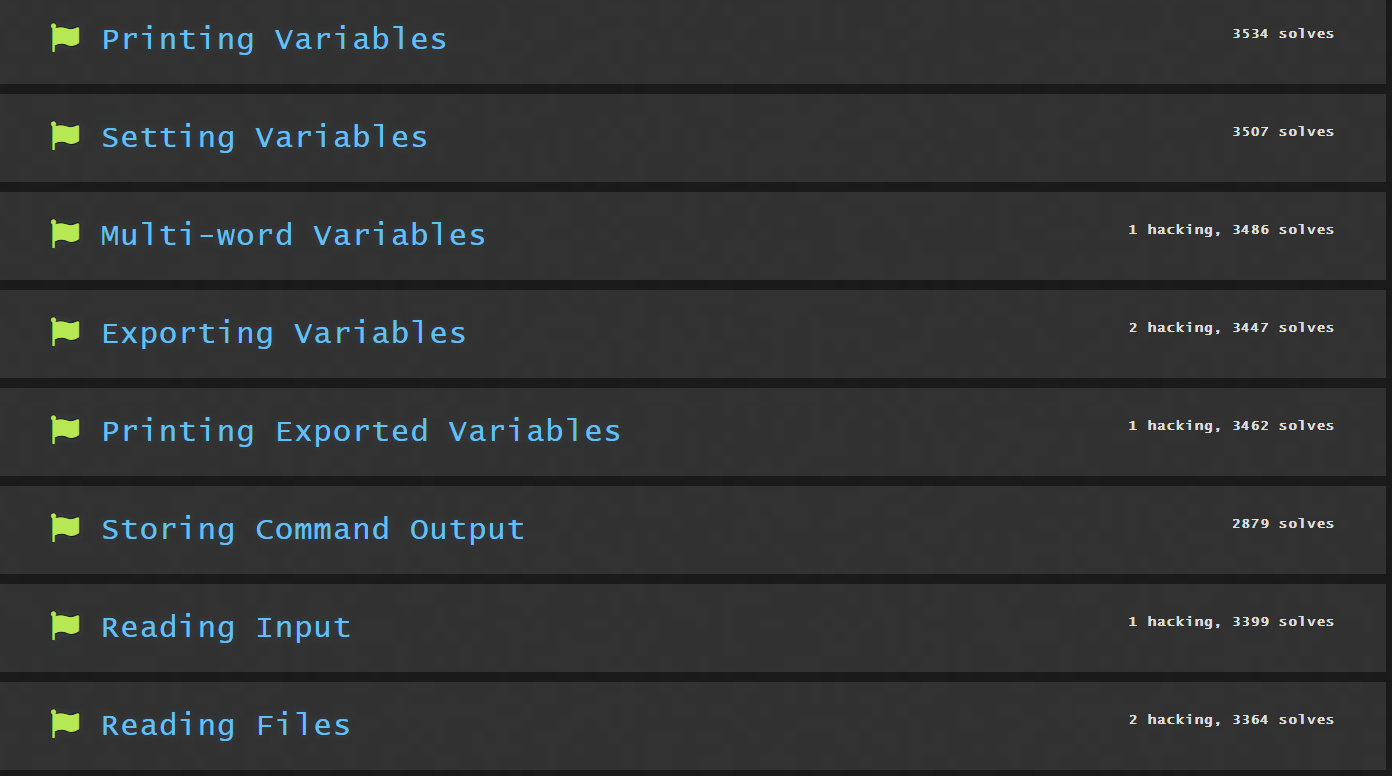 Printing Variables 3534 solves
Setting Variables 3507 solves
Multi-word Variables 1 hacking, 3486 solves
Exporting Variables 2 hacking, 3447 solves
Printing Exported Variables 1 hacking, 3462 solves
Storing Command Output 2879 solves
Reading Input 1 hacking, 3399 solves
Reading Files 2 hacking, 3364 solves